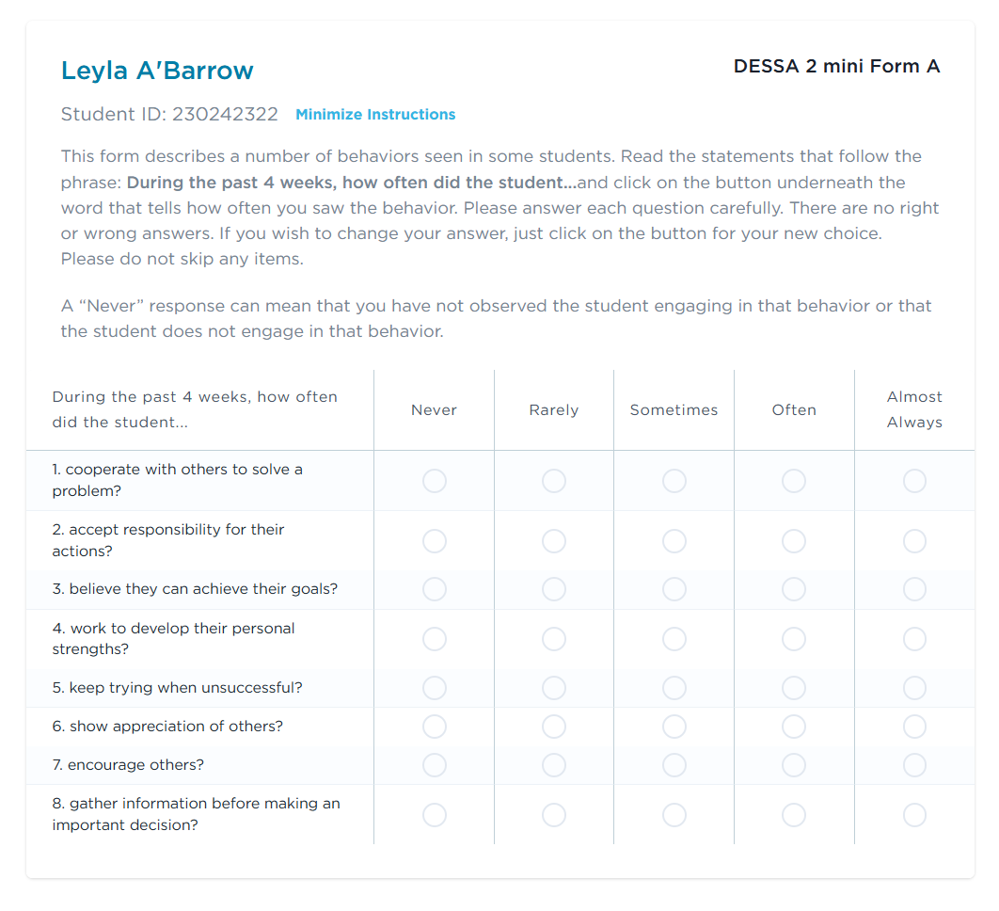 Leyla A'Barrow
DESSA 2 mini Form A
Student ID: 230242322 Minimize Instructions
This form describes a number of behaviors seen in some students. Read the statements that follow the
phrase: During the past 4 weeks, how often did the student...and click on the button underneath the
word that tells how often you saw the behavior. Please answer each question carefully. There are no right
or wrong answers. If you wish to change your answer, just click on the button for your new choice.
Please do not skip any items.
A “Never” response can mean that you have not observed the student engaging in that behavior or that
the student does not engage in that behavior.
During the past 4 weeks, how often
did the student...
Never
Rarely
Sometimes
Often
Almost
Always
1. cooperate with others to solve a
problem?
2. accept responsibility for their
actions?
3. believe they can achieve their goals?
4. work to develop their personal
strengths?
5. keep trying when unsuccessful?
6. show appreciation of others?
7. encourage others?
8. gather information before making an
important decision?